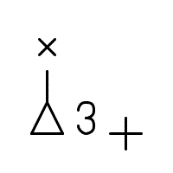 ×
△ 3 +